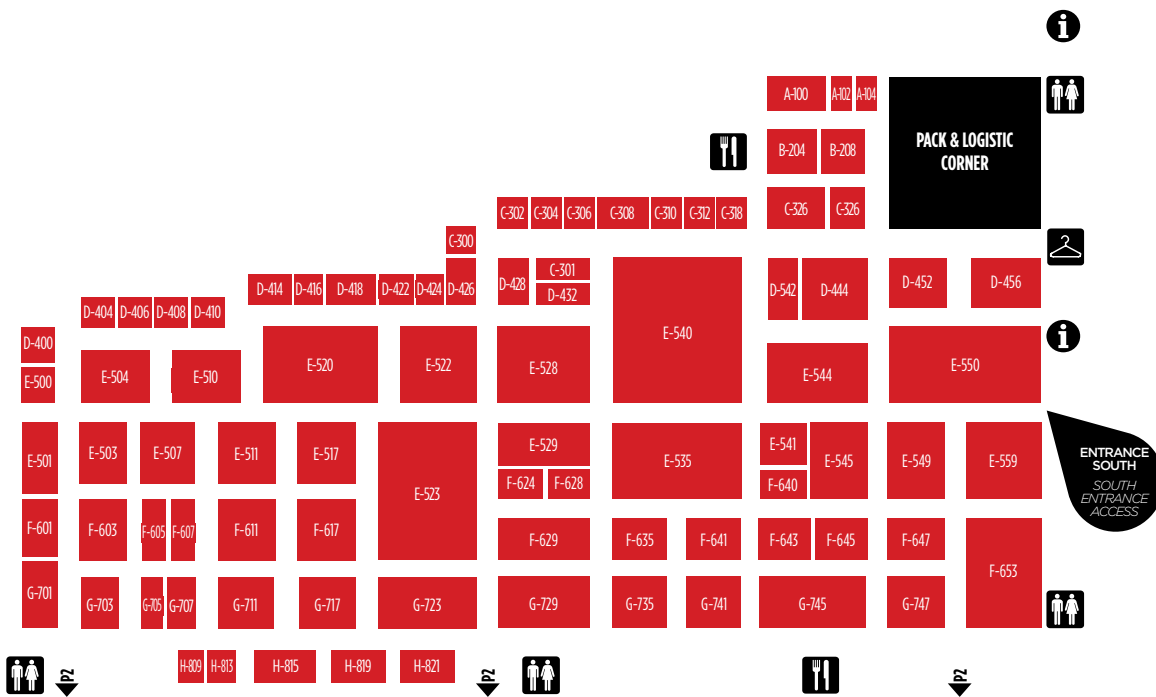 A-100 A-102 A-104
PACK & LOGISTIC
CORNER
B-204 B-208
C-302 C-304 C-306 C-308 C-310 C-312 C-318 C-326 C-326
C-300
D-414 D-416 D-418 D-422 D-424 D-426 D-428 C-301 D-542 D-444 D-452 D-456
D-432
D-404 D-406 D-408 D-410
D-400
E-540
E-500 E-504 E-510 E-520 E-522 E-528 E-544 E-550
E-501 E-503 E-507 E-511 E-517 E-529 E-535 E-541 E-545 E-549 E-559
ENTRANCE
SOUTH
SOUTH
ENTRANCE
ACCESS
E-523 F-624 F-628 F-640
F-601 F-603 F-605 F-607 F-611 F-617 F-629 F-635 F-641 F-643 F-645 F-647
F-653
G-701 G-703 G-705 G-707 G-711 G-717 G-723 G-729 G-735 G-741 G-745 G-747
H-809 H-813 H-815 H-819 H-821
P2 P2 P2